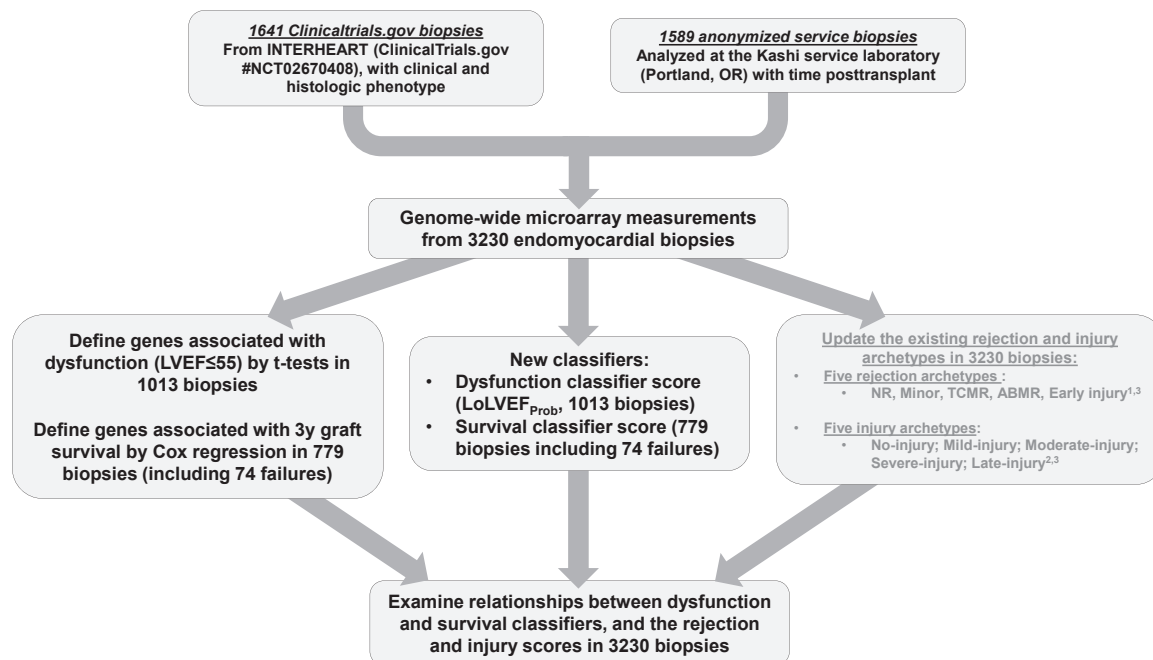 1641 Clinicaltrials.gov biopsies
From INTERHEART (ClinicalTrials.gov
#NCT02670408), with clinical and
histologic phenotype
1589 anonymized service biopsies
Analyzed at the Kashi service laboratory
(Portland, OR) with time posttransplant
Genome-wide microarray measurements
from 3230 endomyocardial biopsies
Define genes associated with
dysfunction (LVEF≤55) by t-tests in
1013 biopsies
Define genes associated with 3y graft
survival by Cox regression in 779
biopsies (including 74 failures)
New classifiers:
• Dysfunction classifier score
(LoLVEFProb, 1013 biopsies)
• Survival classifier score (779
biopsies including 74 failures)
Update the existing rejection and injury
archetypes in 3230 biopsies:
• Five rejection archetypes :
• NR, Minor, TCMR, ABMR, Early injury1,3
• Five injury archetypes:
• No-injury; Mild-injury; Moderate-injury;
Severe-injury; Late-injury2,3
Examine relationships between dysfunction
and survival classifiers, and the rejection
and injury scores in 3230 biopsies